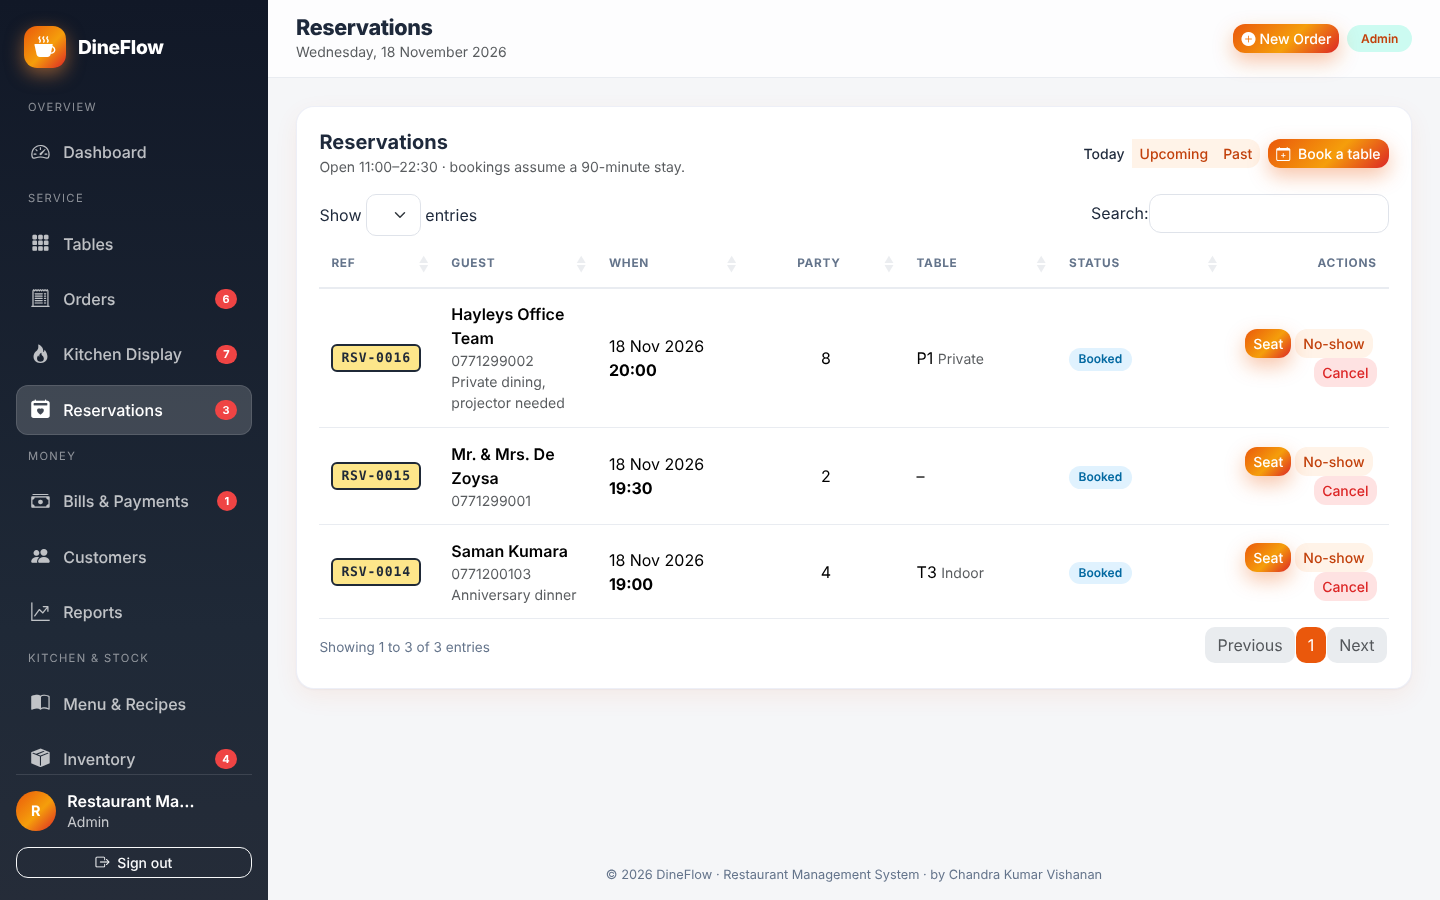 DineFlow
OVERVIEW
Dashboard
SERVICE
Tables
Orders 6
Kitchen Display 7
Reservations 3
MONEY
Bills & Payments 1
Customers
Reports
KITCHEN & STOCK
Menu & Recipes
Inventory 4
R
Restaurant Ma...
Admin
Sign out
Reservations
Wednesday, 18 November 2026
New Order
Admin
Reservations
Open 11:00–22:30 · bookings assume a 90-minute stay.
Today Upcoming Past Book a table
Show entries
Search:
REF GUEST WHEN PARTY TABLE STATUS ACTIONS
RSV-0016
Hayleys Office
Team
0771299002
Private dining,
projector needed
18 Nov 2026
20:00
8
P1 Private
Booked
Seat No-show
Cancel
RSV-0015
Mr. & Mrs. De
Zoysa
0771299001
18 Nov 2026
19:30
2
–
Booked
Seat No-show
Cancel
RSV-0014
Saman Kumara
0771200103
Anniversary dinner
18 Nov 2026
19:00
4
T3 Indoor
Booked
Seat No-show
Cancel
Showing 1 to 3 of 3 entries
Previous 1 Next
© 2026 DineFlow · Restaurant Management System · by Chandra Kumar Vishanan